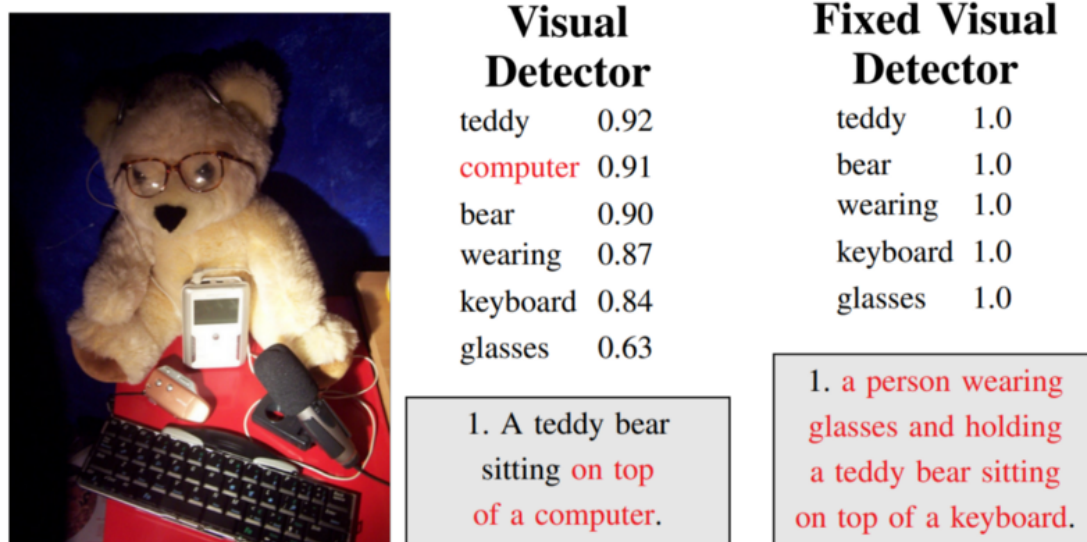 Visual
Detector
teddy 0.92
computer 0.91
bear 0.90
wearing 0.87
keyboard 0.84
glasses 0.63
1. A teddy bear
sitting on top
of a computer.
Fixed Visual
Detector
teddy 1.0
bear 1.0
wearing 1.0
keyboard 1.0
glasses 1.0
1. a person wearing
glasses and holding
a teddy bear sitting
on top of a keyboard.